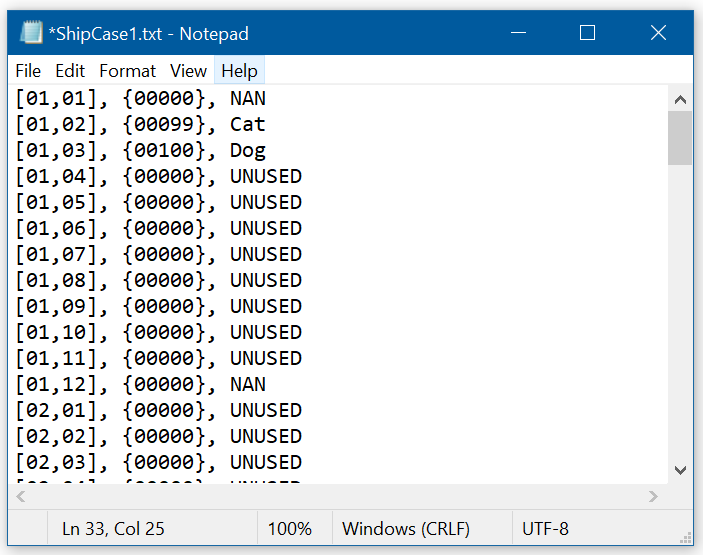 *ShipCase1.txt - Notepad
File Edit Format View Help
[01,01], {00000}, NAN
[01,02], {00099}, Cat
[01,03], {00100}, Dog
[01,04], {00000}, UNUSED
[01,05], {00000}, UNUSED
[01,06], {00000}, UNUSED
[01,07], {00000}, UNUSED
[01,08], {00000}, UNUSED
[01,09], {00000}, UNUSED
[01,10], {00000}, UNUSED
[01,11], {00000}, UNUSED
[01,12], {00000}, NAN
[02,01], {00000}, UNUSED
[02,02], {00000}, UNUSED
[02,03], {00000}, UNUSED
Ln 33, Col 25 100% Windows (CRLF) UTF-8